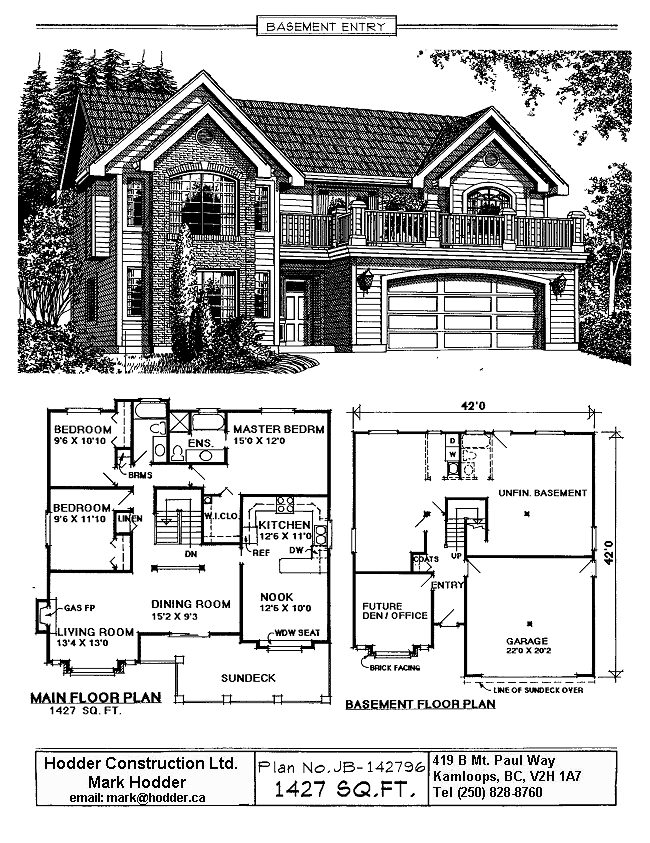 BASEMENT ENTRY
BEDROOM
9'6 X 10'10
ENS.
MASTER BEDRM
15'0 X 12'0
BRMS
BEDROOM
9'6 X 11'10
LINEN
W.I.CLO.
DN
KITCHEN
12'6 X 11'0
REF
DW
GAS FP
DINING ROOM
15'2 X 9'3
NOOK
12'6 X 10'0
LIVING ROOM
13'4 X 13'0
WDW SEAT
SUNDECK
MAIN FLOOR PLAN
1427 SQ. FT.
42'0
D
W
UNFIN. BASEMENT
42'0
COATS
UP
ENTRY
FUTURE
DEN / OFFICE
GARAGE
22'0 X 20'2
BRICK FACING
LINE OF SUNDECK OVER
BASEMENT FLOOR PLAN
Hodder Construction Ltd.
Mark Hodder
email: mark@hodder.ca
Plan No. JB-142796
1427 SQ.FT.
419 B Mt. Paul Way
Kamloops, BC, V2H 1A7
Tel (250) 828-8760